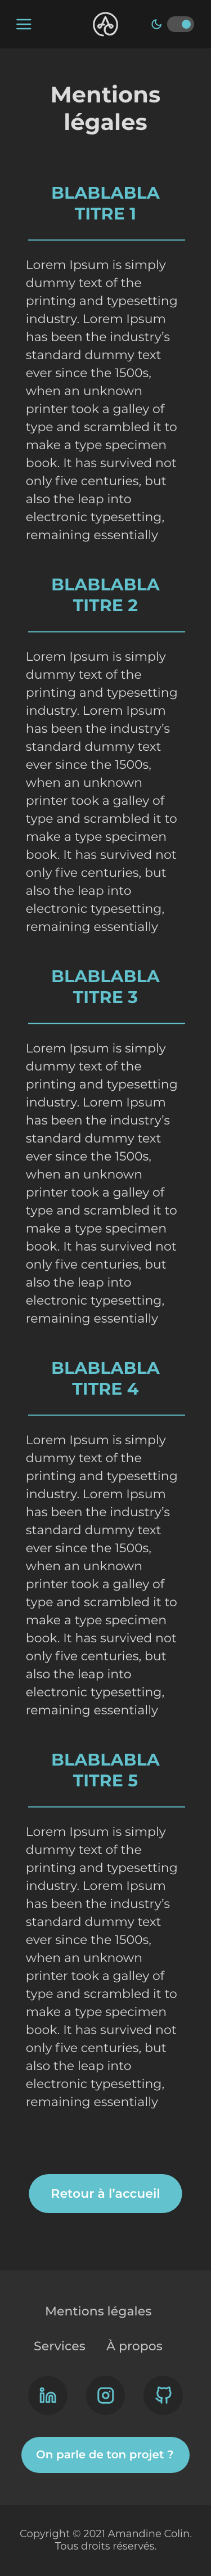 Mentions
légales
BLABLABLA
TITRE 1
Lorem Ipsum is simply
dummy text of the
printing and typesetting
industry. Lorem Ipsum
has been the industry's
standard dummy text
ever since the 1500s,
when an unknown
printer took a galley of
type and scrambled it to
make a type specimen
book. It has survived not
only five centuries, but
also the leap into
electronic typesetting,
remaining essentially
BLABLABLA
TITRE 2
Lorem Ipsum is simply
dummy text of the
printing and typesetting
industry. Lorem Ipsum
has been the industry's
standard dummy text
ever since the 1500s,
when an unknown
printer took a galley of
type and scrambled it to
make a type specimen
book. It has survived not
only five centuries, but
also the leap into
electronic typesetting,
remaining essentially
BLABLABLA
TITRE 3
Lorem Ipsum is simply
dummy text of the
printing and typesetting
industry. Lorem Ipsum
has been the industry's
standard dummy text
ever since the 1500s,
when an unknown
printer took a galley of
type and scrambled it to
make a type specimen
book. It has survived not
only five centuries, but
also the leap into
electronic typesetting,
remaining essentially
BLABLABLA
TITRE 4
Lorem Ipsum is simply
dummy text of the
printing and typesetting
industry. Lorem Ipsum
has been the industry's
standard dummy text
ever since the 1500s,
when an unknown
printer took a galley of
type and scrambled it to
make a type specimen
book. It has survived not
only five centuries, but
also the leap into
electronic typesetting,
remaining essentially
BLABLABLA
TITRE 5
Lorem Ipsum is simply
dummy text of the
printing and typesetting
industry. Lorem Ipsum
has been the industry's
standard dummy text
ever since the 1500s,
when an unknown
printer took a galley of
type and scrambled it to
make a type specimen
book. It has survived not
only five centuries, but
also the leap into
electronic typesetting,
remaining essentially
Retour à l'accueil
Mentions légales
Services À propos
in
On parle de ton projet ?
Copyright © 2021 Amandine Colin.
Tous droits réservés.